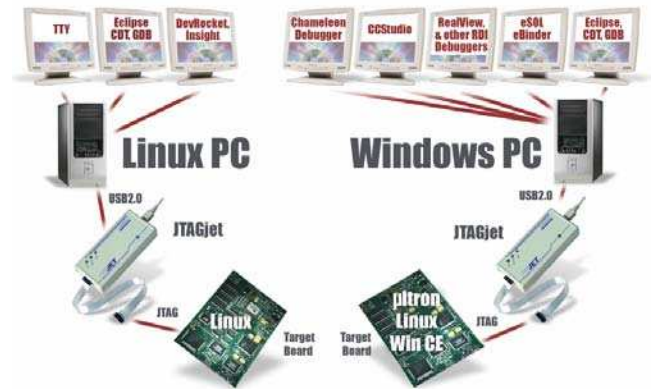 TTY
Eclipse
CDT, GDB
DevRocket,
Insight
Chameleon
Debugger
CCStudio
RealView,
& other RDI
Debuggers
eSOL
eBinder
Eclipse,
CDT, GDB
Linux PC
Windows PC
USB2.0
USB2.0
JTAGjet
JTAGjet
JET
JET
JTAG
JTAG
Linux
Target
Board
Target
Board
µItron
Linux
Win CE